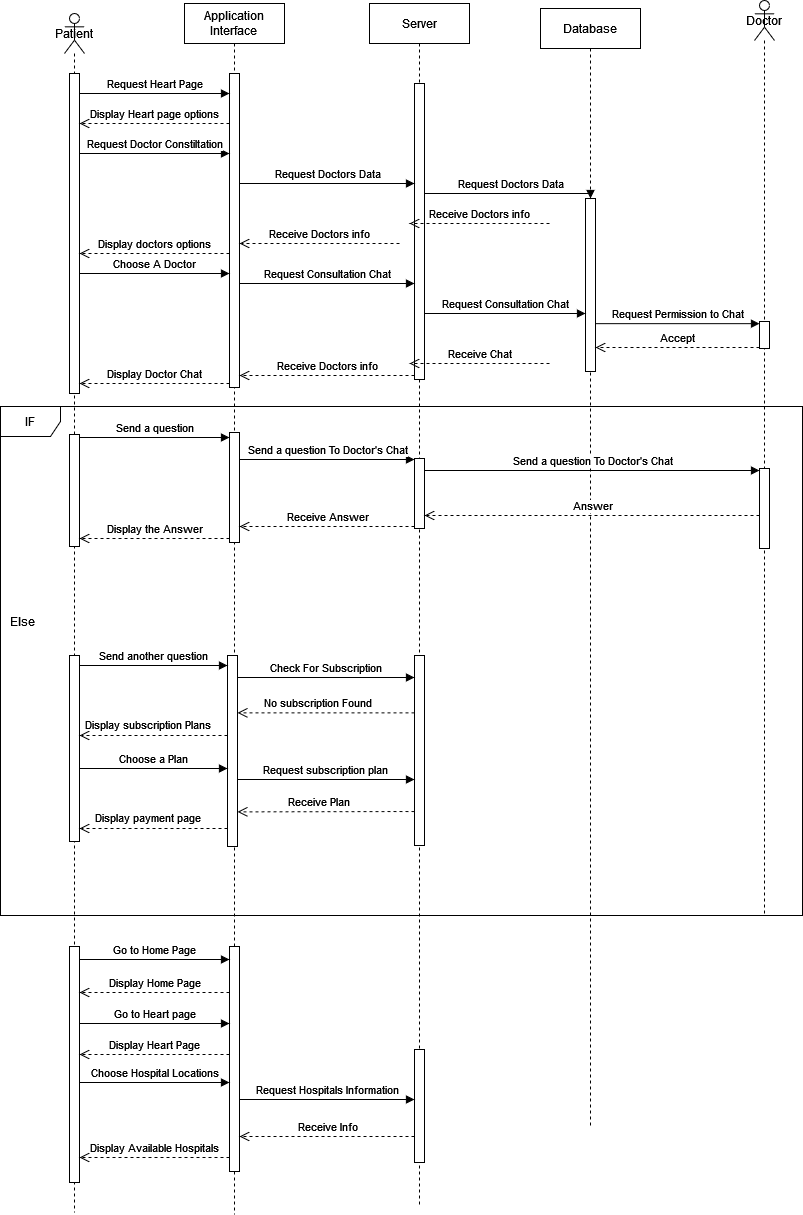 Patient
Application
Interface
Server
Database
Doctor
Request Heart Page
Display Heart page options
Request Doctor Constiltation
Request Doctors Data
Request Doctors Data
Receive Doctors info
Receive Doctors info
Display doctors options
Choose A Doctor
Request Consultation Chat
Request Consultation Chat
Request Permission to Chat
Accept
Receive Chat
Receive Doctors info
Display Doctor Chat
IF
Send a question
Send a question To Doctor's Chat
Send a question To Doctor's Chat
Answer
Receive Answer
Display the Answer
Else
Send another question
Check For Subscription
No subscription Found
Display subscription Plans
Choose a Plan
Request subscription plan
Receive Plan
Display payment page
Go to Home Page
Display Home Page
Go to Heart page
Display Heart Page
Choose Hospital Locations
Request Hospitals Information
Receive Info
Display Available Hospitals